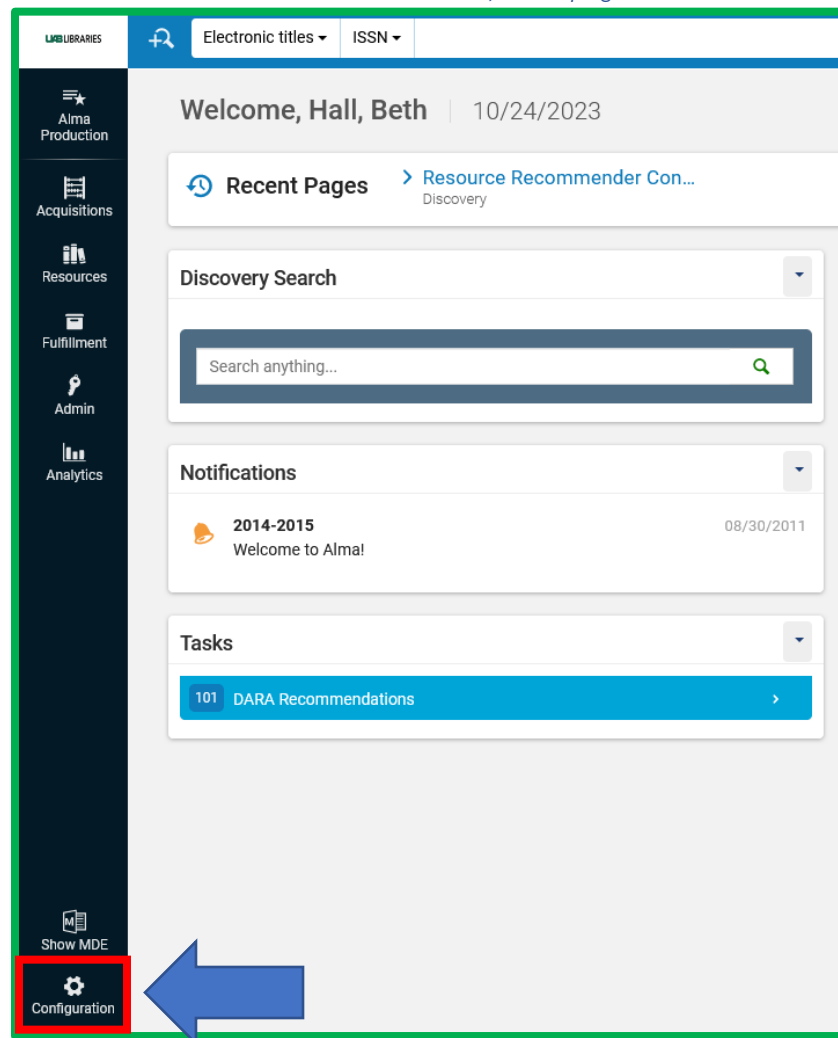 UAB LIBRARIES
Electronic titles
ISSN
Alma
Production
Acquisitions
Resources
Fulfillment
Admin
Analytics
Show MDE
Configuration
Welcome, Hall, Beth
10/24/2023
Recent Pages
Resource Recommender Con...
Discovery
Discovery Search
Search anything...
Notifications
2014-2015
08/30/2011
Welcome to Alma!
Tasks
101 DARA Recommendations